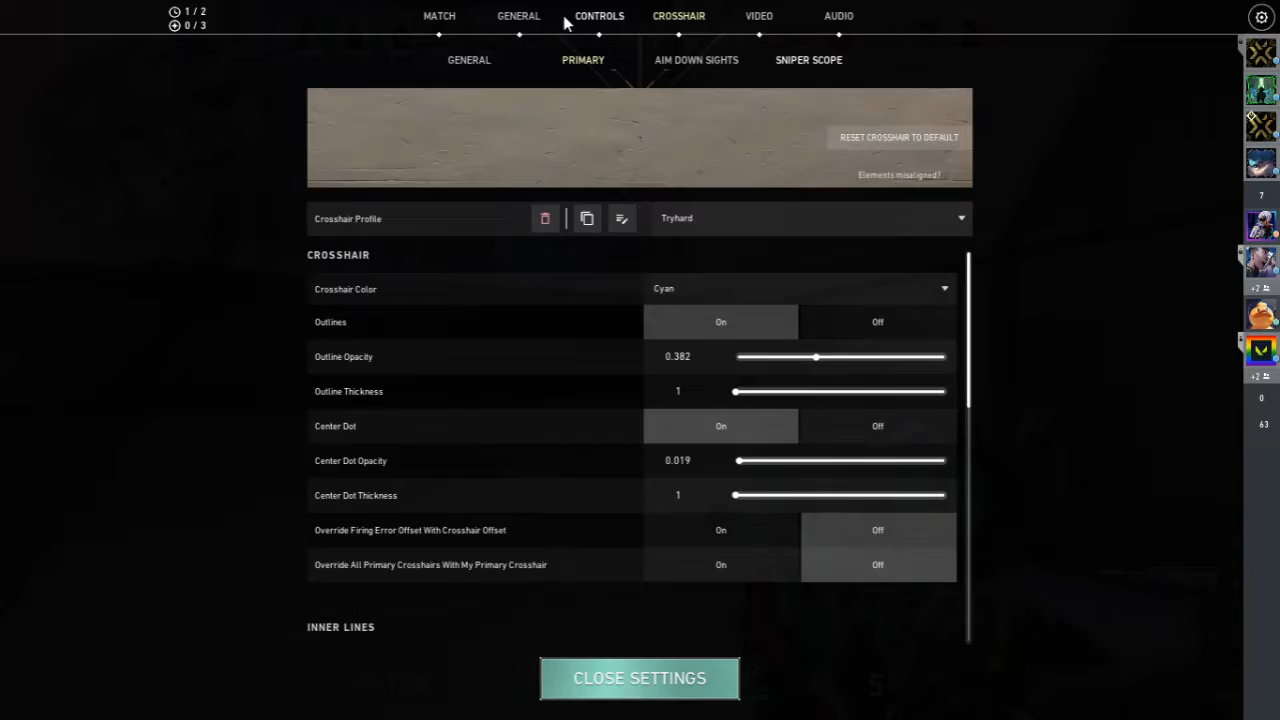 1 / 2
0 / 3
MATCH GENERAL CONTROLS CROSSHAIR VIDEO AUDIO
GENERAL PRIMARY AIM DOWN SIGHTS SNIPER SCOPE
RESET CROSSHAIR TO DEFAULT
Elements misaligned?
Crosshair Profile Tryhard
CROSSHAIR
Crosshair Color Cyan
Outlines On Off
Outline Opacity 0.382
Outline Thickness 1
Center Dot On Off
Center Dot Opacity 0.019
Center Dot Thickness 1
Override Firing Error Offset With Crosshair Offset On Off
Override All Primary Crosshairs With My Primary Crosshair On Off
INNER LINES
CLOSE SETTINGS
7
+2
+2
0
63